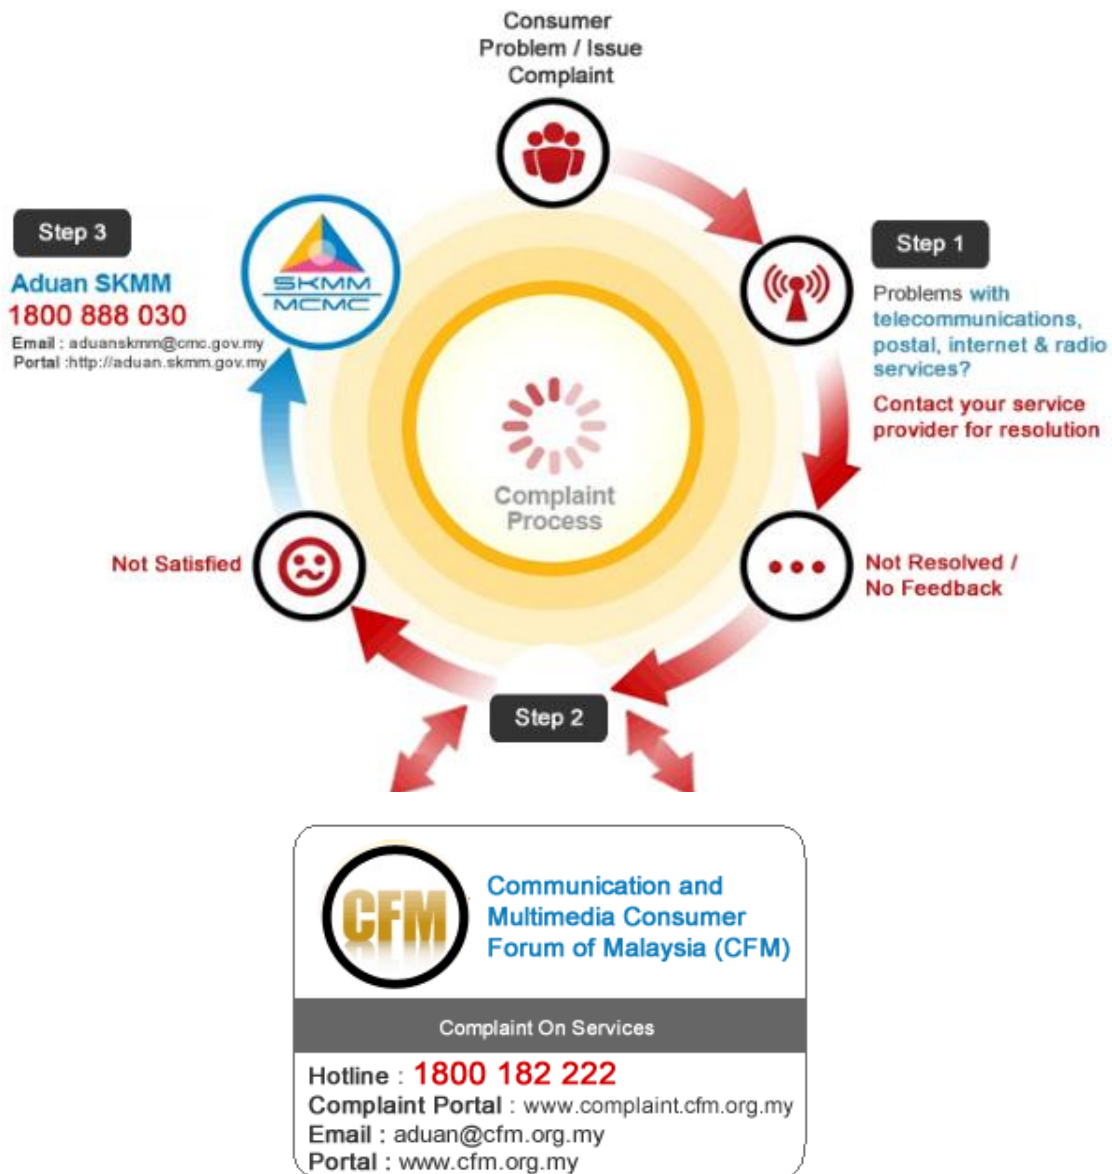 Consumer
Problem / Issue
Complaint
Step 1
Problems with
telecommunications,
postal, internet & radio
services?
Contact your service
provider for resolution
Not Resolved /
No Feedback
Step 2
Not Satisfied
Step 3
Aduan SKMM
1800 888 030
Email : aduanskmm@cmc.gov.my
Portal :http://aduan.skmm.gov.my
SKMM
MCMC
Complaint
Process
CFM
Communication and
Multimedia Consumer
Forum of Malaysia (CFM)
Complaint On Services
Hotline : 1800 182 222
Complaint Portal : www.complaint.cfm.org.my
Email : aduan@cfm.org.my
Portal : www.cfm.org.my